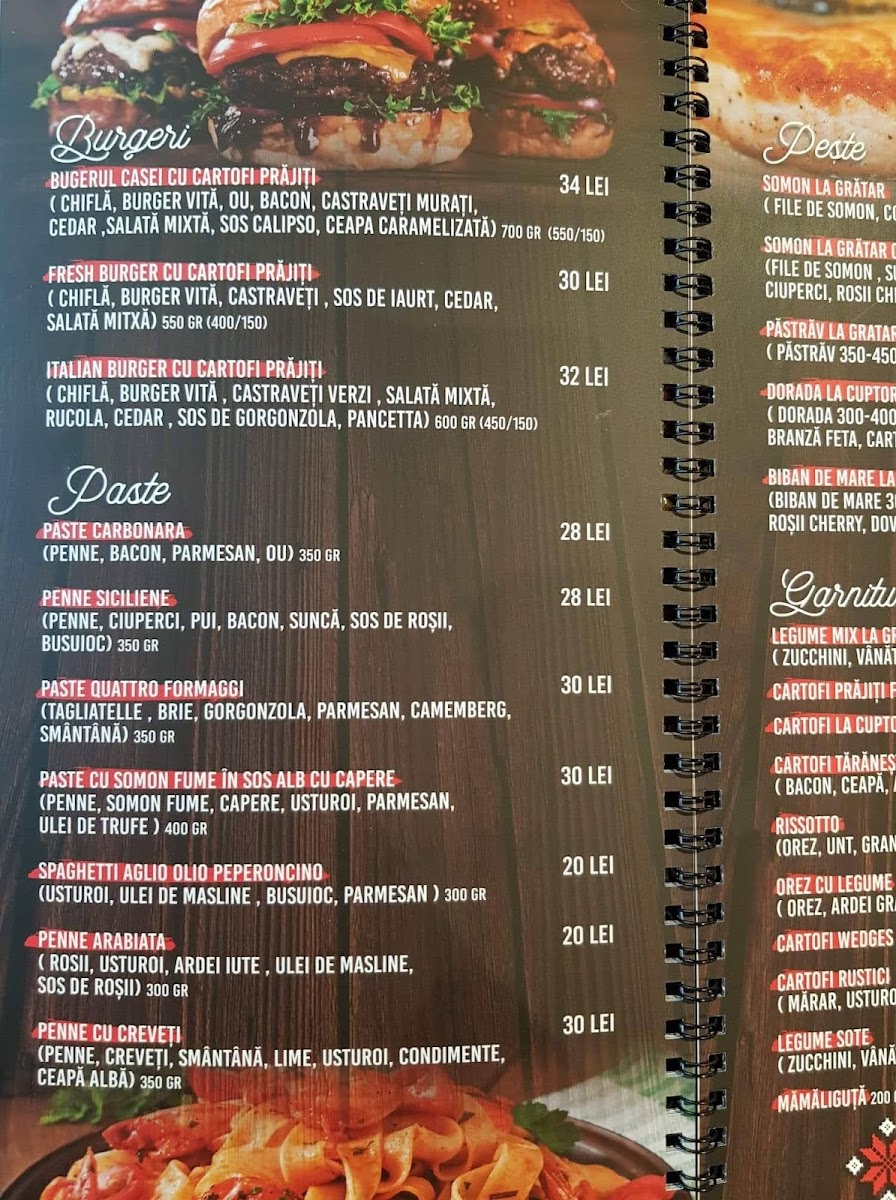 Burgeri
BUGERUL CASEI CU CARTOFI PRĂJIȚI 34 LEI
( CHIFLĂ, BURGER VITĂ, OU, BACON, CASTRAVEȚI MURAȚI,
CEDAR ,SALATĂ MIXTĂ, SOS CALIPSO, CEAPA CARAMELIZATĂ) 700 GR (550/150)
FRESH BURGER CU CARTOFI PRĂJIȚI 30 LEI
( CHIFLĂ, BURGER VITĂ, CASTRAVEȚI , SOS DE IAURT, CEDAR,
SALATĂ MITXĂ) 550 GR (400/150)
ITALIAN BURGER CU CARTOFI PRĂJIȚI 32 LEI
( CHIFLĂ, BURGER VITĂ , CASTRAVEȚI VERZI , SALATĂ MIXTĂ,
RUCOLA, CEDAR , SOS DE GORGONZOLA, PANCETTA) 600 GR (450/150)
Paste
PASTE CARBONARA 28 LEI
(PENNE, BACON, PARMESAN, OU) 350 GR
PENNE SICILIENE 28 LEI
(PENNE, CIUPERCI, PUI, BACON, SUNCĂ, SOS DE ROȘII,
BUSUIOC) 350 GR
PASTE QUATTRO FORMAGGI 30 LEI
(TAGLIATELLE , BRIE, GORGONZOLA, PARMESAN, CAMEMBERG,
SMÂNTÂNĂ) 350 GR
PASTE CU SOMON FUME ÎN SOS ALB CU CAPERE 30 LEI
(PENNE, SOMON FUME, CAPERE, USTUROI, PARMESAN,
ULEI DE TRUFE ) 400 GR
SPAGHETTI AGLIO OLIO PEPERONCINO 20 LEI
(USTUROI, ULEI DE MASLINE , BUSUIOC, PARMESAN ) 300 GR
PENNE ARABIATA 20 LEI
( ROSII, USTUROI, ARDEI IUTE , ULEI DE MASLINE,
SOS DE ROȘII) 300 GR
PENNE CU CREVEȚI 30 LEI
(PENNE, CREVEȚI, SMÂNTÂNĂ, LIME, USTUROI, CONDIMENTE,
CEAPĂ ALBĂ) 350 GR
Pește
SOMON LA GRĂTAR
( FILE DE SOMON,
SOMON LA GRĂTAR
(FILE DE SOMON ,
CIUPERCI, ROSII
PĂSTRĂV LA GRATAR
( PĂSTRĂV 350-450
DORADA LA CUPTOR
( DORADA 300-400
BRANZĂ FETA,
BIBAN DE MARE LA
(BIBAN DE MARE
ROȘII CHERRY,
LEGUME MIX LA
( ZUCCHINI,
CARTOFI PRĂJIȚI
CARTOFI LA
CARTOFI
( BACON, CEAPĂ,
RISSOTTO
(OREZ, UNT,
OREZ CU LEGUME
( OREZ, ARDEI
CARTOFI WEDGES
CARTOFI RUSTICI
( MĂRAR,
LEGUME SOTE
( ZUCCHINI,
MĂMĂLIGUȚĂ 200